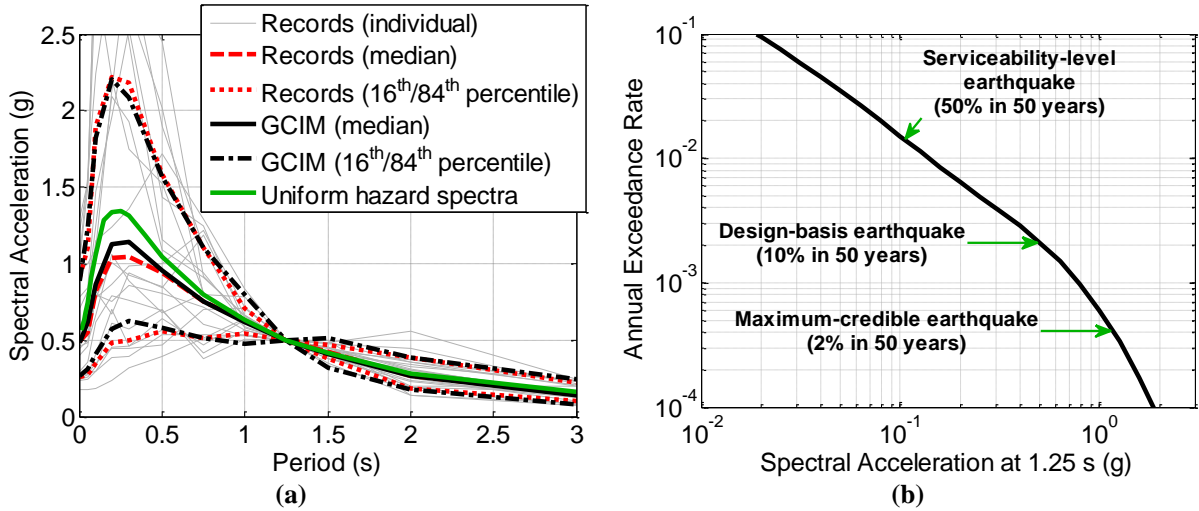 Records (individual)
Records (median)
Records (16th/84th percentile)
GCIM (median)
GCIM (16th/84th percentile)
Uniform hazard spectra
2.5
2
1.5
1
0.5
0
Spectral Acceleration (g)
0 0.5 1 1.5 2 2.5 3
Period (s)
(a)
10^-1
10^-2
10^-3
10^-4
Annual Exceedance Rate
Serviceability-level
earthquake
(50% in 50 years)
Design-basis earthquake
(10% in 50 years)
Maximum-credible earthquake
(2% in 50 years)
10^-2 10^-1 10^0
Spectral Acceleration at 1.25 s (g)
(b)